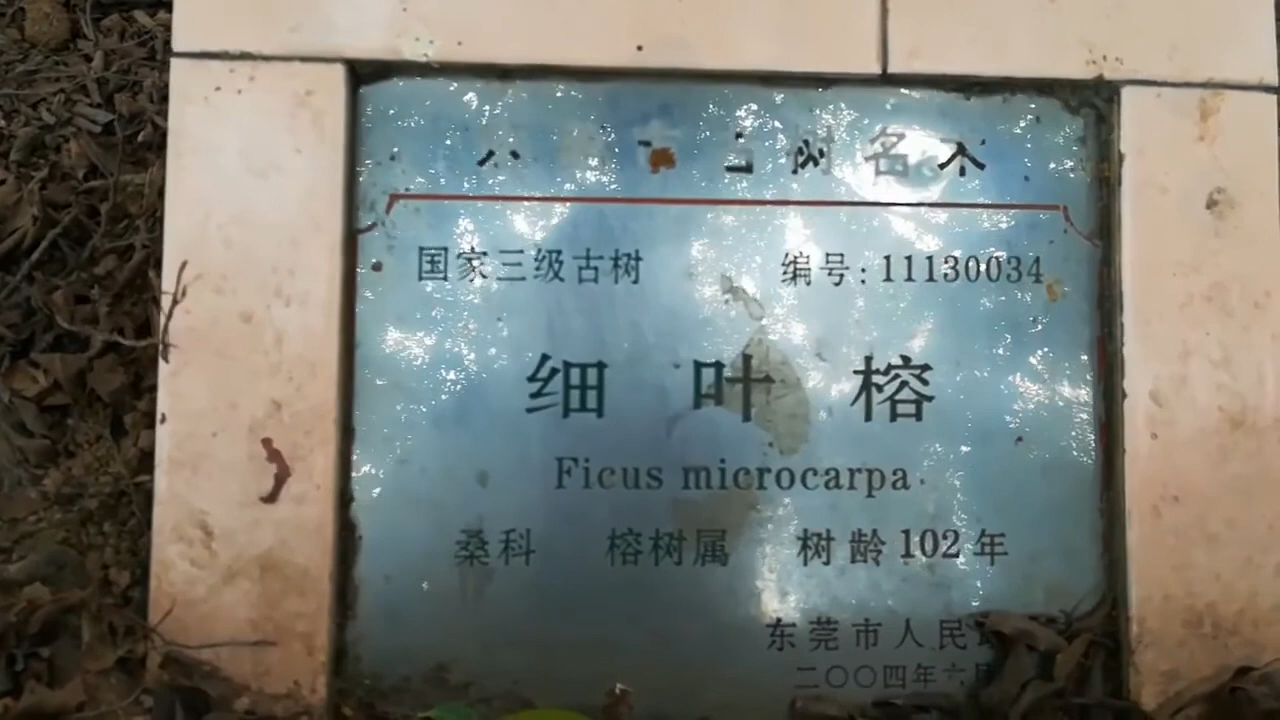 树名木
国家三级古树 编号:11130034
细叶榕
Ficus microcarpa
桑科 榕树属 树龄102年
东莞市人民
二〇〇四年六